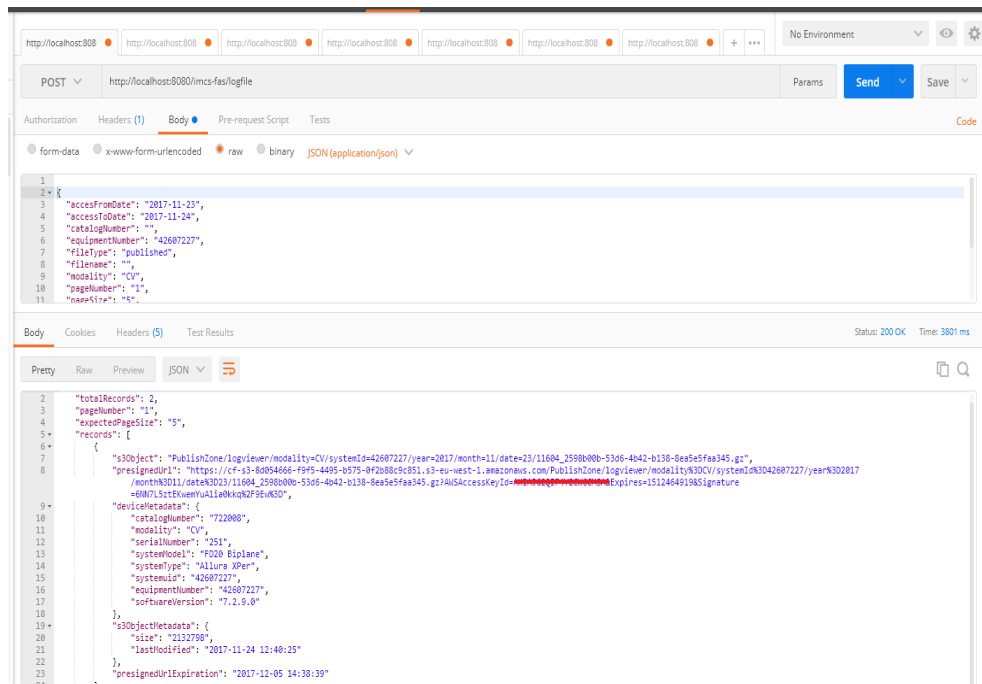 http://localhost:808 http://localhost:808 http://localhost:808 http://localhost:808 http://localhost:808 http://localhost:808 http://localhost:808 + ••• No Environment
POST http://localhost:8080/imcs-fas/logfile Params Send Save
Authorization Headers (1) Body Pre-request Script Tests Code
form-data x-www-form-urlencoded raw binary JSON (application/json)
1
2 {
3 "accesFromDate": "2017-11-23",
4 "accessToDate": "2017-11-24",
5 "catalogNumber": "",
6 "equipmentNumber": "42607227",
7 "fileType": "published",
8 "filename": "",
9 "modality": "CV",
10 "pageNumber": "1",
11 "pageSize": "5",
Body Cookies Headers (5) Test Results Status: 200 OK Time: 3801 ms
Pretty Raw Preview JSON
2 "totalRecords": 2,
3 "pageNumber": "1",
4 "expectedPageSize": "5",
5 "records": [
6 {
7 "s3Object": "PublishZone/logviewer/modality=CV/systemId=42607227/year=2017/month=11/date=23/11604_2598b00b-53d6-4b42-b138-8ea5e5faa345.gz",
8 "presignedUrl": "https://cf-s3-8d054666-f9f5-4495-b575-0f2b88c9c851.s3-eu-west-1.amazonaws.com/PublishZone/logviewer/modality%3DCV/systemId%3D42607227/year%3D2017
/month%3D11/date%3D23/11604_2598b00b-53d6-4b42-b138-8ea5e5faa345.gz?AWSAccessKeyId= Expires=1512464919&Signature
=6NN7L5ztEKwemYuA1ia0kkq%2F9Ew%3D",
9 "deviceMetadata": {
10 "catalogNumber": "722008",
11 "modality": "CV",
12 "serialNumber": "251",
13 "systemModel": "FD20 Biplane",
14 "systemType": "Allura XPer",
15 "systemuid": "42607227",
16 "equipmentNumber": "42607227",
17 "softwareVersion": "7.2.9.0"
18 },
19 "s3ObjectMetadata": {
20 "size": "2132798",
21 "lastModified": "2017-11-24 12:40:25"
22 },
23 "presignedUrlExpiration": "2017-12-05 14:38:39"